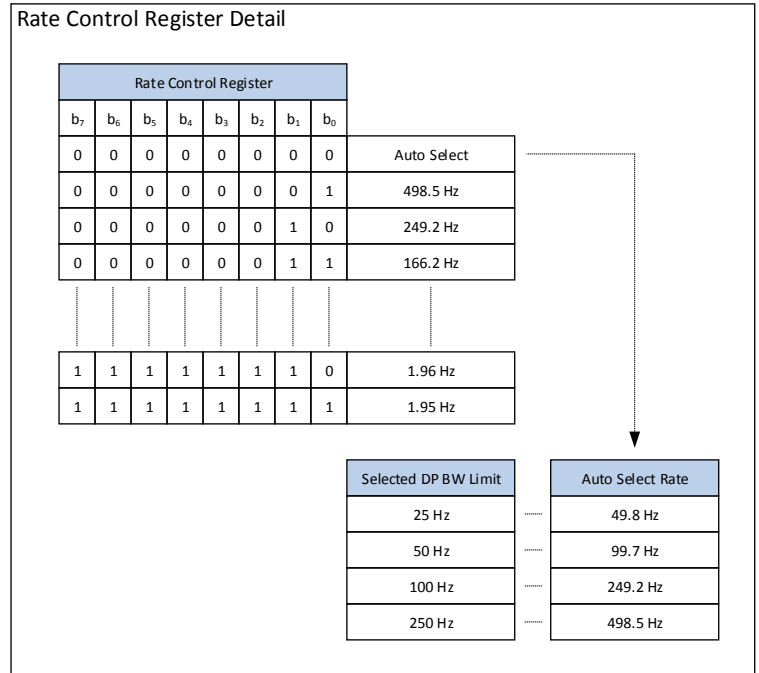 Rate Control Register Detail
Rate Control Register
b₇ b₆ b₅ b₄ b₃ b₂ b₁ b₀
0 0 0 0 0 0 0 0 Auto Select
0 0 0 0 0 0 0 1 498.5 Hz
0 0 0 0 0 0 1 0 249.2 Hz
0 0 0 0 0 0 1 1 166.2 Hz
1 1 1 1 1 1 1 0 1.96 Hz
1 1 1 1 1 1 1 1 1.95 Hz
Selected DP BW Limit Auto Select Rate
25 Hz 49.8 Hz
50 Hz 99.7 Hz
100 Hz 249.2 Hz
250 Hz 498.5 Hz